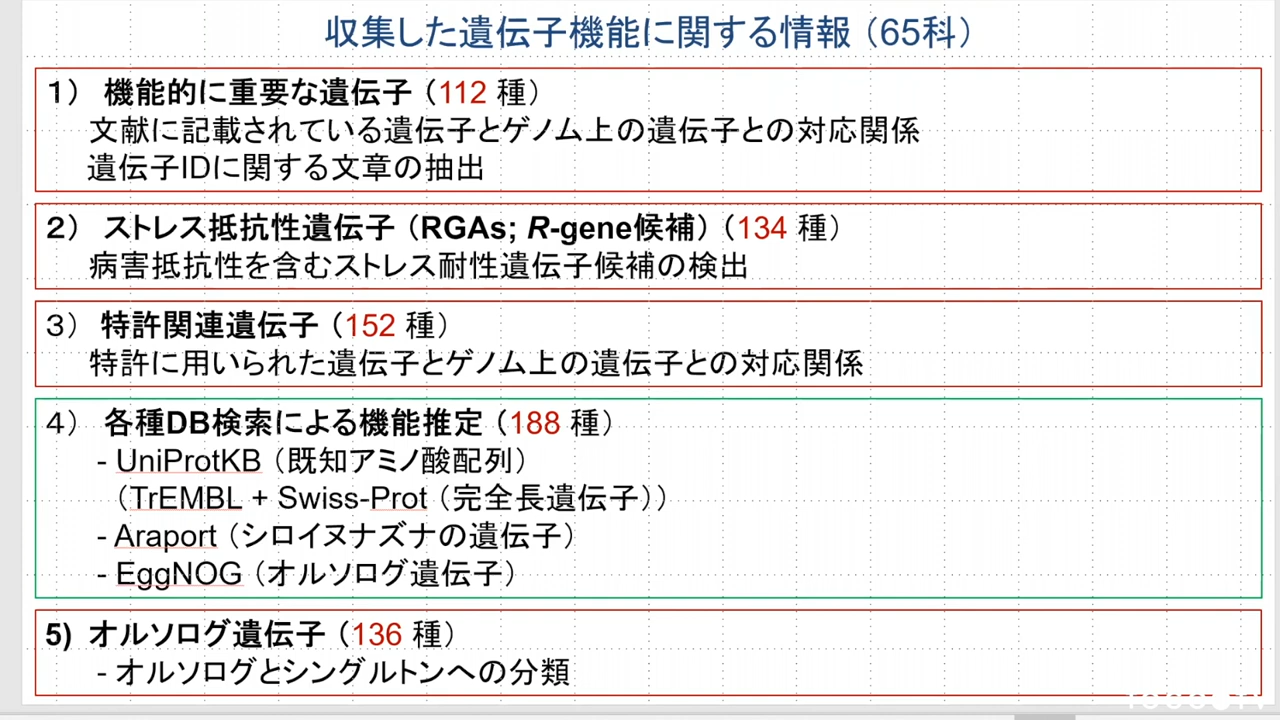 収集した遺伝子機能に関する情報（65科）
１） 機能的に重要な遺伝子（112 種）
文献に記載されている遺伝子とゲノム上の遺伝子との対応関係
遺伝子IDに関する文章の抽出
２） ストレス抵抗性遺伝子（RGAs; R-gene候補）（134 種）
病害抵抗性を含むストレス耐性遺伝子候補の検出
３） 特許関連遺伝子（152 種）
特許に用いられた遺伝子とゲノム上の遺伝子との対応関係
４） 各種DB検索による機能推定（188 種）
- UniProtKB（既知アミノ酸配列）
（TrEMBL + Swiss-Prot（完全長遺伝子））
- Araport（シロイヌナズナの遺伝子）
- EggNOG（オルソログ遺伝子）
5) オルソログ遺伝子（136 種）
- オルソログとシングルトンへの分類